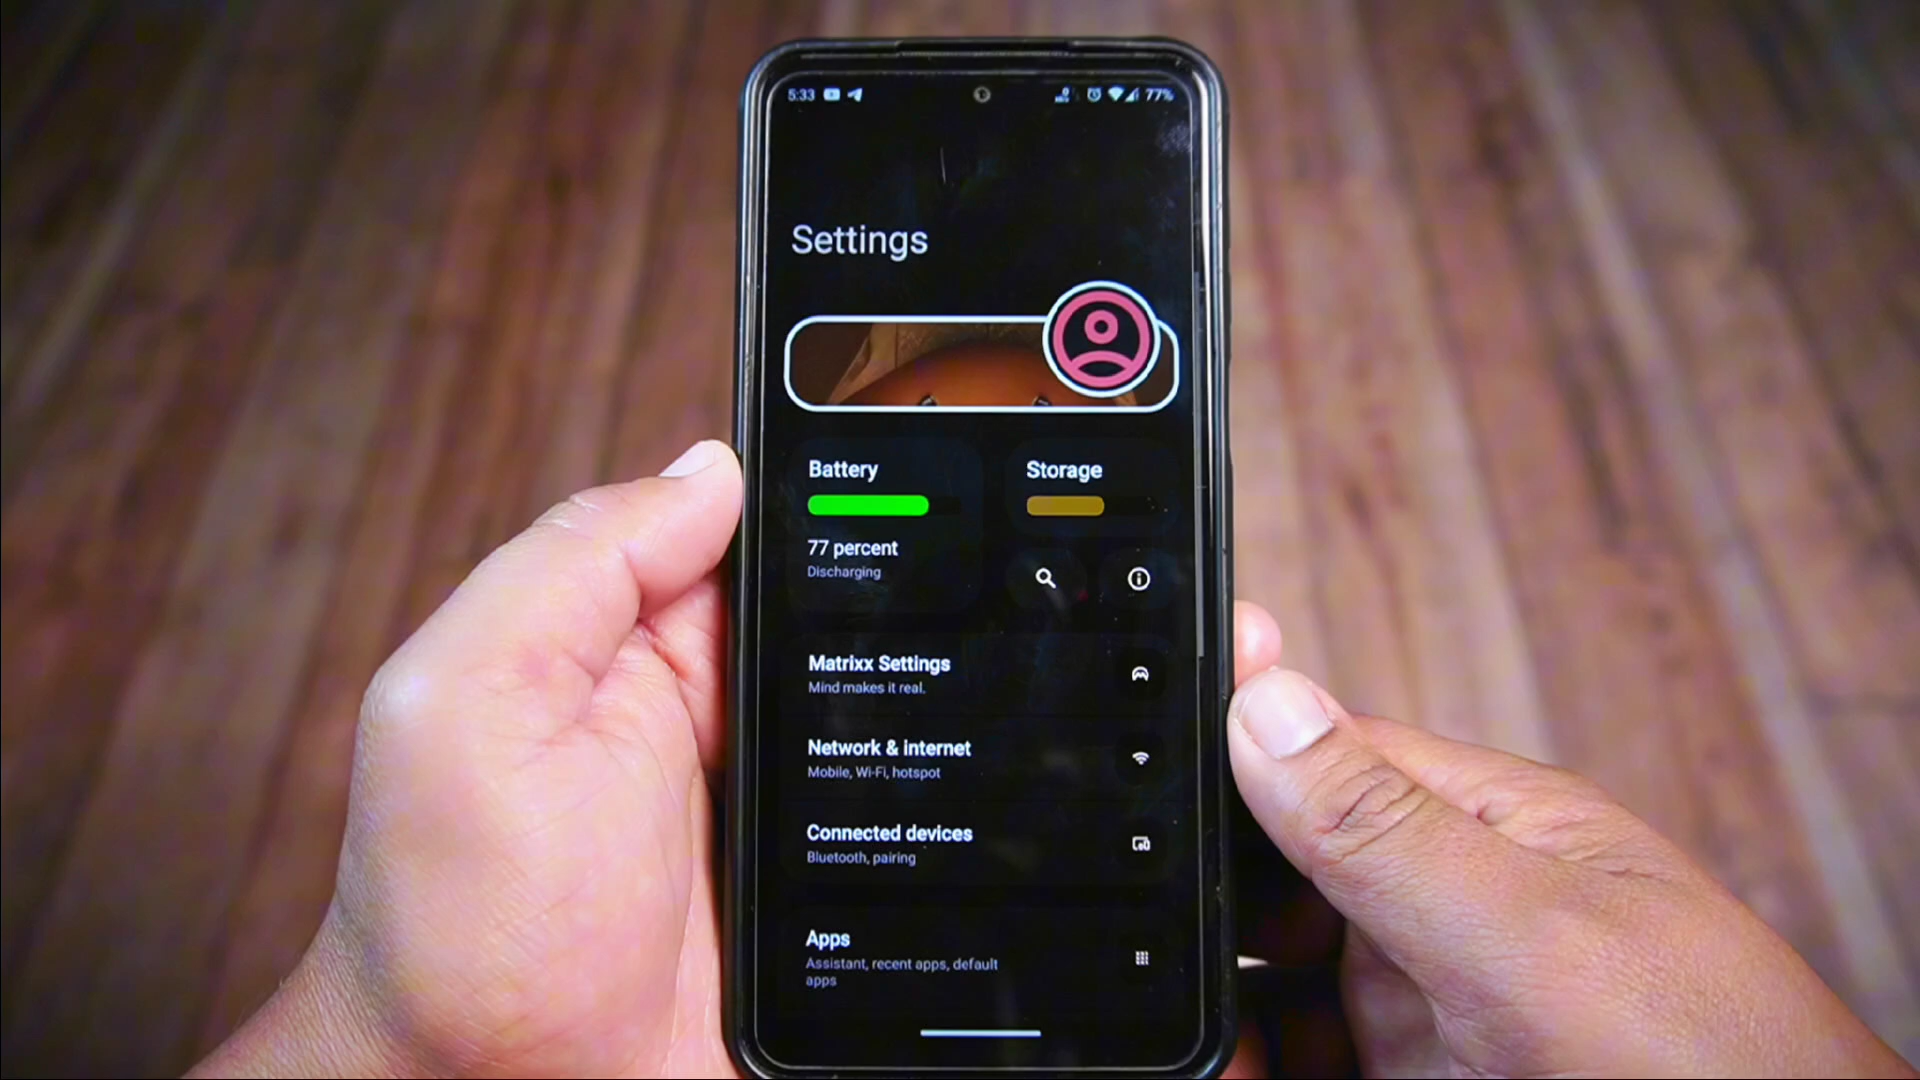 5:33 77%
Settings
Battery
Storage
77 percent
Discharging
Matrixx Settings
Mind makes it real.
Network & internet
Mobile, Wi-Fi, hotspot
Connected devices
Bluetooth, pairing
Apps
Assistant, recent apps, default
apps